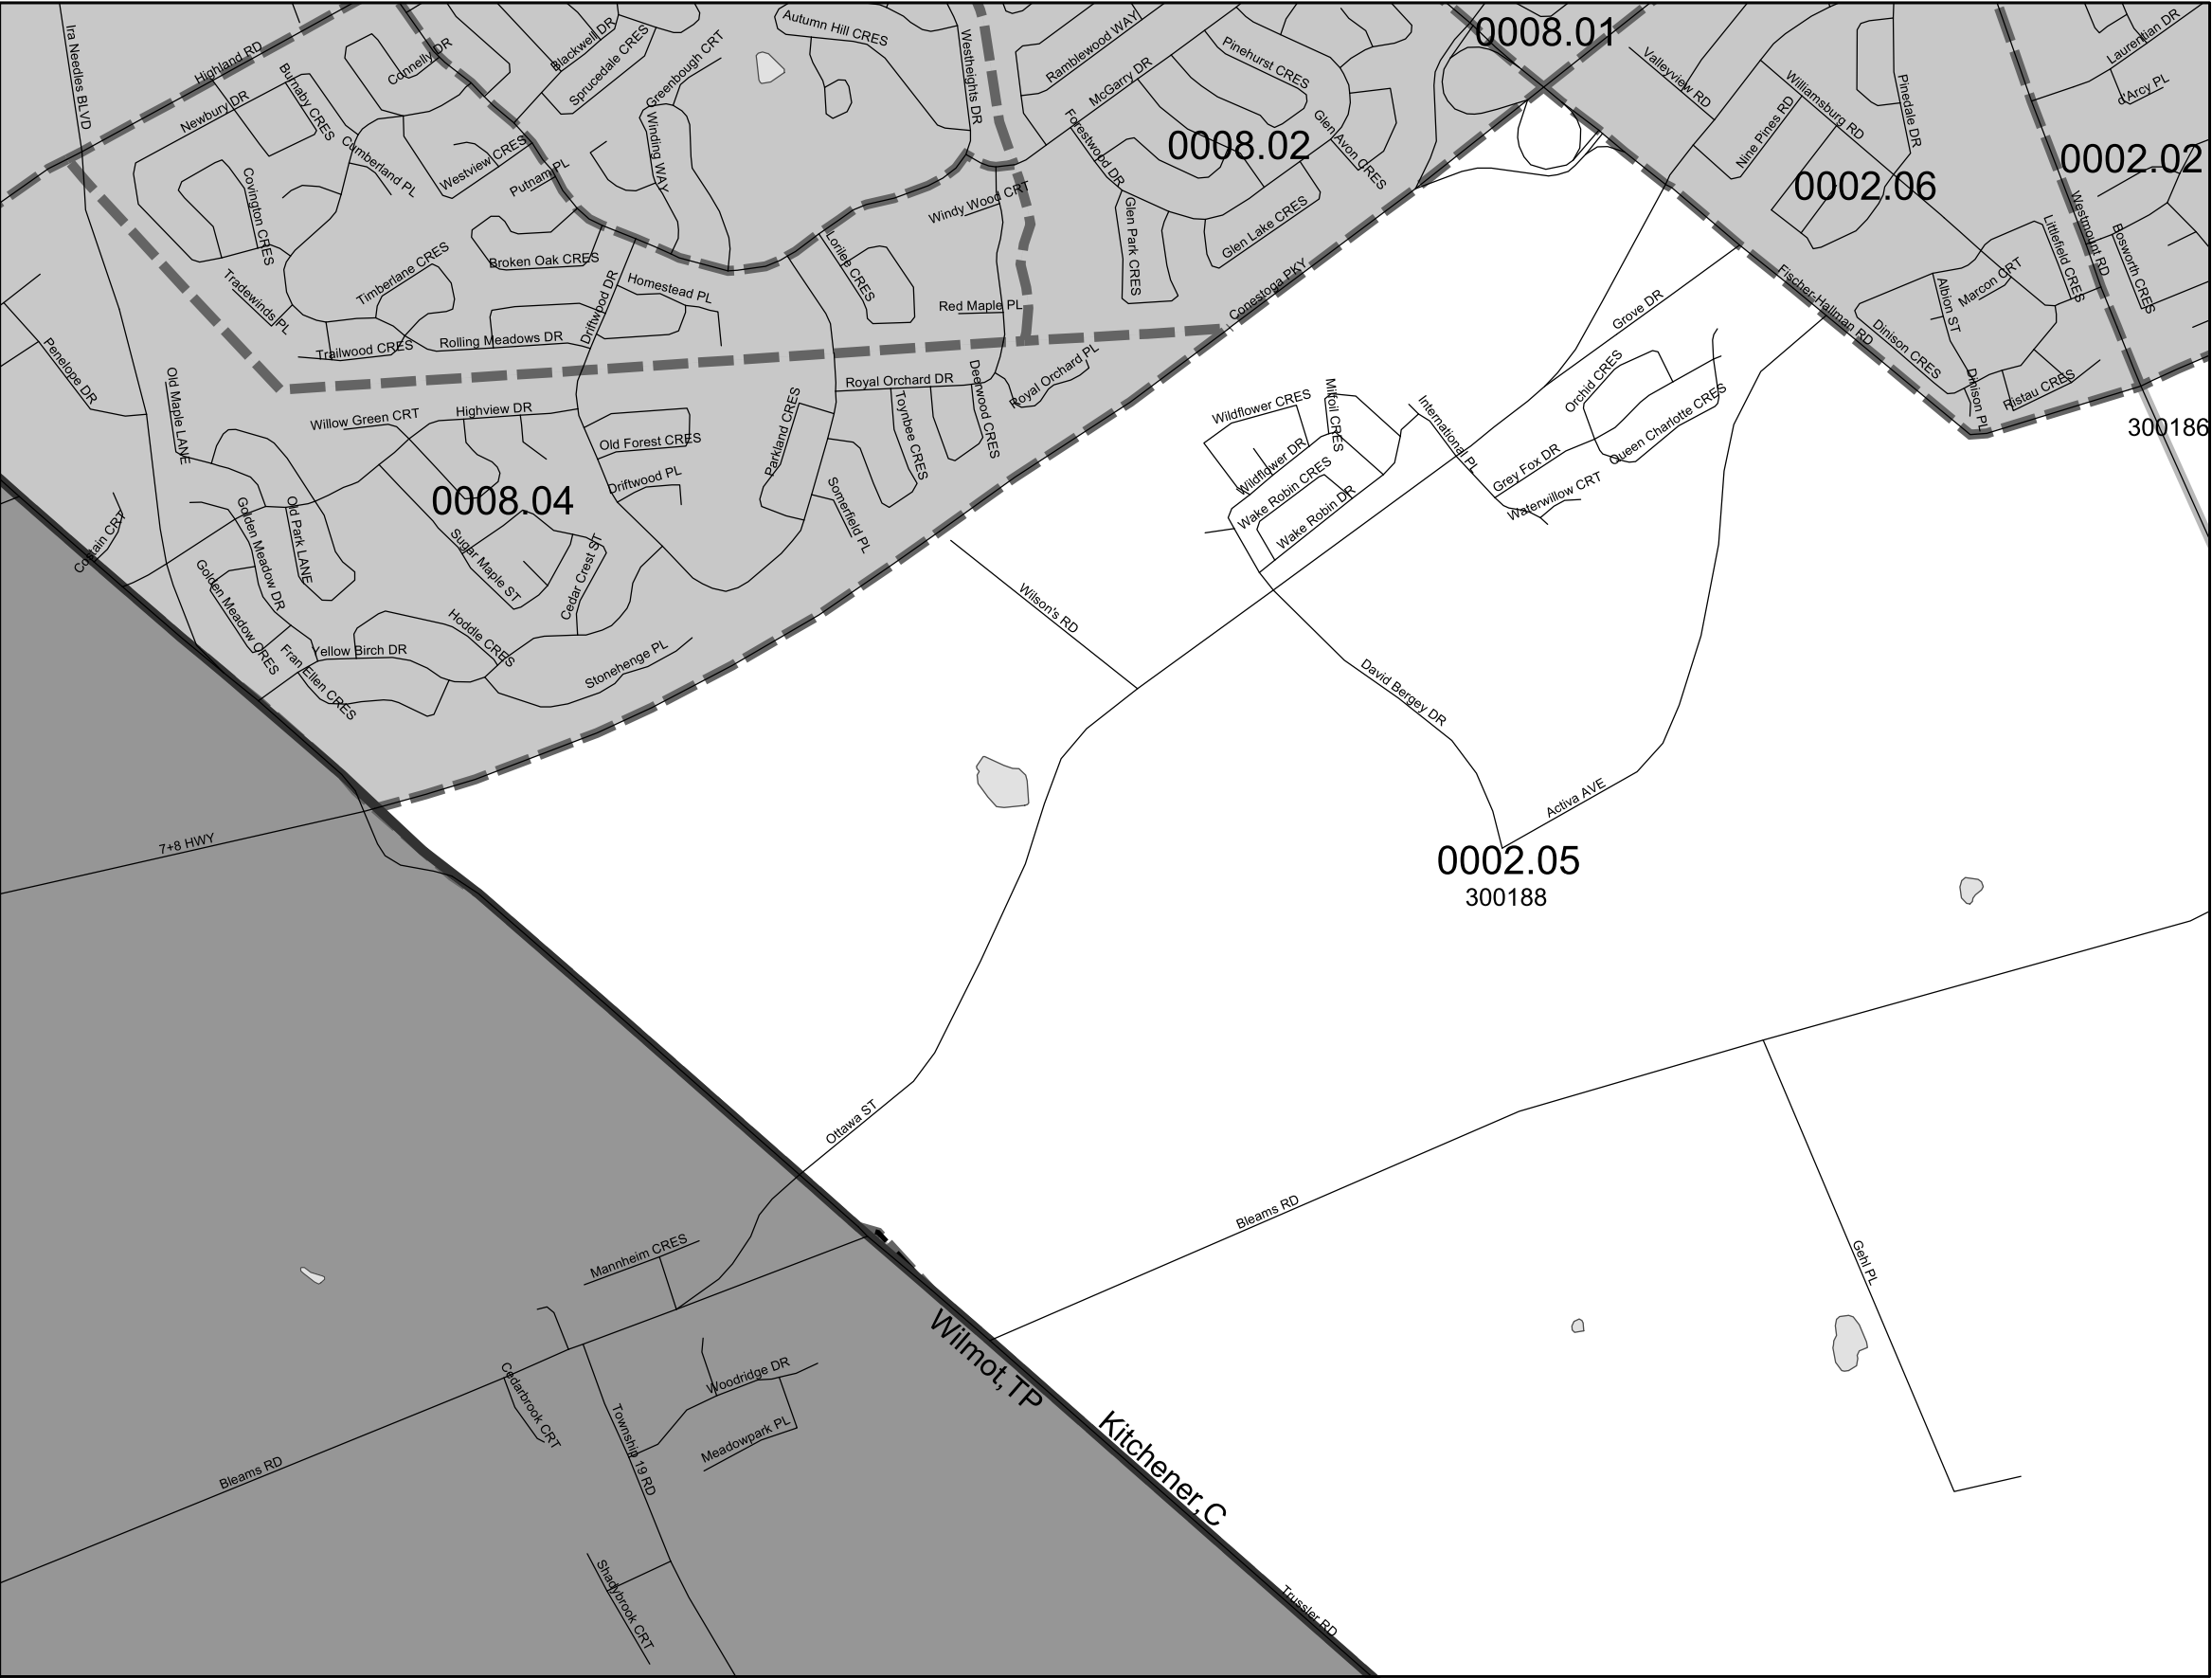 0008.01
Ira Needles BLVD
Highland RD
Connelly DR
Blackwell DR
Sprucedale CRES
Greenbough CRT
Autumn Hill CRES
Westheights DR
Ramblewood WAY
McGarry DR
Pinehurst CRES
Valleyview RD
Williamsburg RD
Pinedale DR
Laurentian DR
d'Arcy PL
Newbury DR
Burnaby CRES
Cumberland PL
Westview CRES
Putnam PL
Winding WAY
Forestwood DR
0008.02
Glen Avon CRES
Nine Pines RD
0002.06
0002.02
Covington CRES
Windy Wood CRT
Glen Park CRES
Glen Lake CRES
Westmount RD
Littlefield CRES
Bosworth CRES
Tradewinds PL
Timberlane CRES
Broken Oak CRES
Homestead PL
Driftwood DR
Lorilee CRES
Red Maple PL
Conestoga PKY
Grove DR
Fischer-Hallman RD
Albion ST
Marcon CRT
Dinison CRES
Penelope DR
Trailwood CRES
Rolling Meadows DR
Royal Orchard DR
Royal Orchard PL
Deerwood CRES
Toynbee CRES
Dinison PL
Ristau CRES
300186
Old Maple LANE
Willow Green CRT
Highview DR
Old Forest CRES
Driftwood PL
Parkland CRES
Somerfield PL
Wildflower CRES
Milfoil CRES
Wildflower DR
Wake Robin CRES
Wake Robin DR
International PL
Orchid CRES
Grey Fox DR
Queen Charlotte CRES
Waterwillow CRT
0008.04
Golden Meadow DR
Old Park LANE
Sugar Maple ST
Cedar Crest ST
Golden Meadow CRES
Fran Ellen CRES
Yellow Birch DR
Hoddle CRES
Stonehenge PL
Wilson's RD
David Bergey DR
Activa AVE
7+8 HWY
0002.05
300188
Ottawa ST
Bleams RD
Gehl PL
Mannheim CRES
Wilmot, TP
Kitchener, C
Cedarbrook CRT
Township 19 RD
Woodridge DR
Meadowpark PL
Bleams RD
Shadybrook CRT
Trussler RD